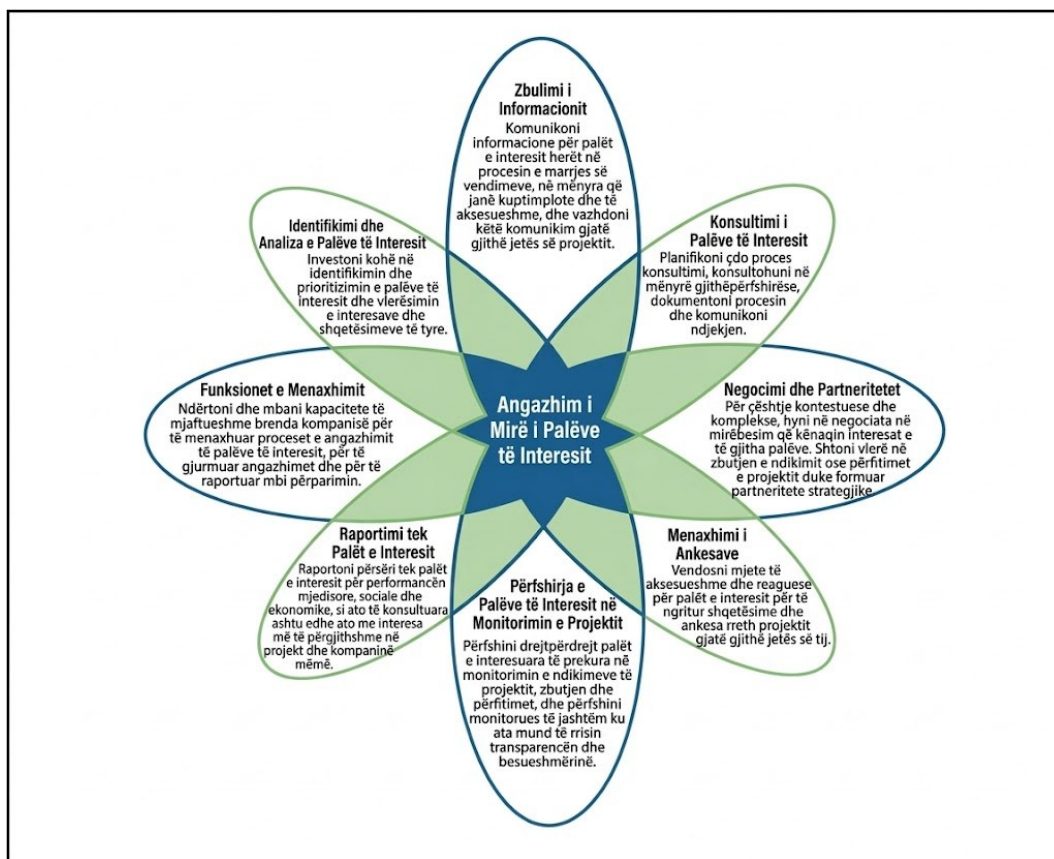 Zbulimi i
Informacionit
Komunikoni
informacione për palët
e interesit herët në
procesin e marrjes së
vendimeve, në mënyra që
janë kuptimplote dhe të
aksesueshme, dhe vazhdoni
këtë komunikim gjatë
gjithë jetës së projektit.
Konsultimi i
Palëve të Interesit
Planifikoni çdo proces
konsultimi, konsultohuni në
mënyrë gjithëpërfshirëse,
dokumentoni procesin
dhe komunikoni
ndjekjen.
Negocimi dhe Partneritetet
Për çështje kontestuese dhe
komplekse, hyni në negociata në
mirëbesim që kënaqin interesat e
të gjitha palëve. Shtoni vlerë në
zbutjen e ndikimit ose përfitimet
e projektit duke formuar
partneritete strategjike.
Menaxhimi i
Ankesave
Vendosni mjete të
aksesueshme dhe reaguese
për palët e interesit për të
ngritur shqetësime dhe
ankesa rreth projektit
gjatë gjithë jetës së tij.
Përfshirja e
Palëve të Interesit në
Monitorimin e Projektit
Përfshini drejtpërdrejt palët
e interesuara të prekura në
monitorimin e ndikimeve të
projektit, zbutjen dhe
përfitimet, dhe përfshini
monitorues të jashtëm ku
ata mund të rrisin
transparencën dhe
besueshmërinë.
Raportimi tek
Palët e Interesit
Raportoni përsëri tek palët
e interesit për performancën
mjedisore, sociale dhe
ekonomike, si ato të konsultuara
ashtu edhe ato me interesa
më të përgjithshme në
projekt dhe kompaninë
mëmë.
Funksionet e Menaxhimit
Ndërtoni dhe mbani kapacitete të
mjaftueshme brenda kompanisë për
të menaxhuar proceset e angazhimit
të palëve të interesit, për të
gjurmuar angazhimet dhe për të
raportuar mbi përparimin.
Identifikimi dhe
Analiza e Palëve të Interesit
Investoni kohë në
identifikimin dhe
prioritizimin e palëve të
interesit dhe vlerësimin
e interesave dhe
shqetësimeve të tyre.
Angazhim i
Mirë i Palëve
të Interesit